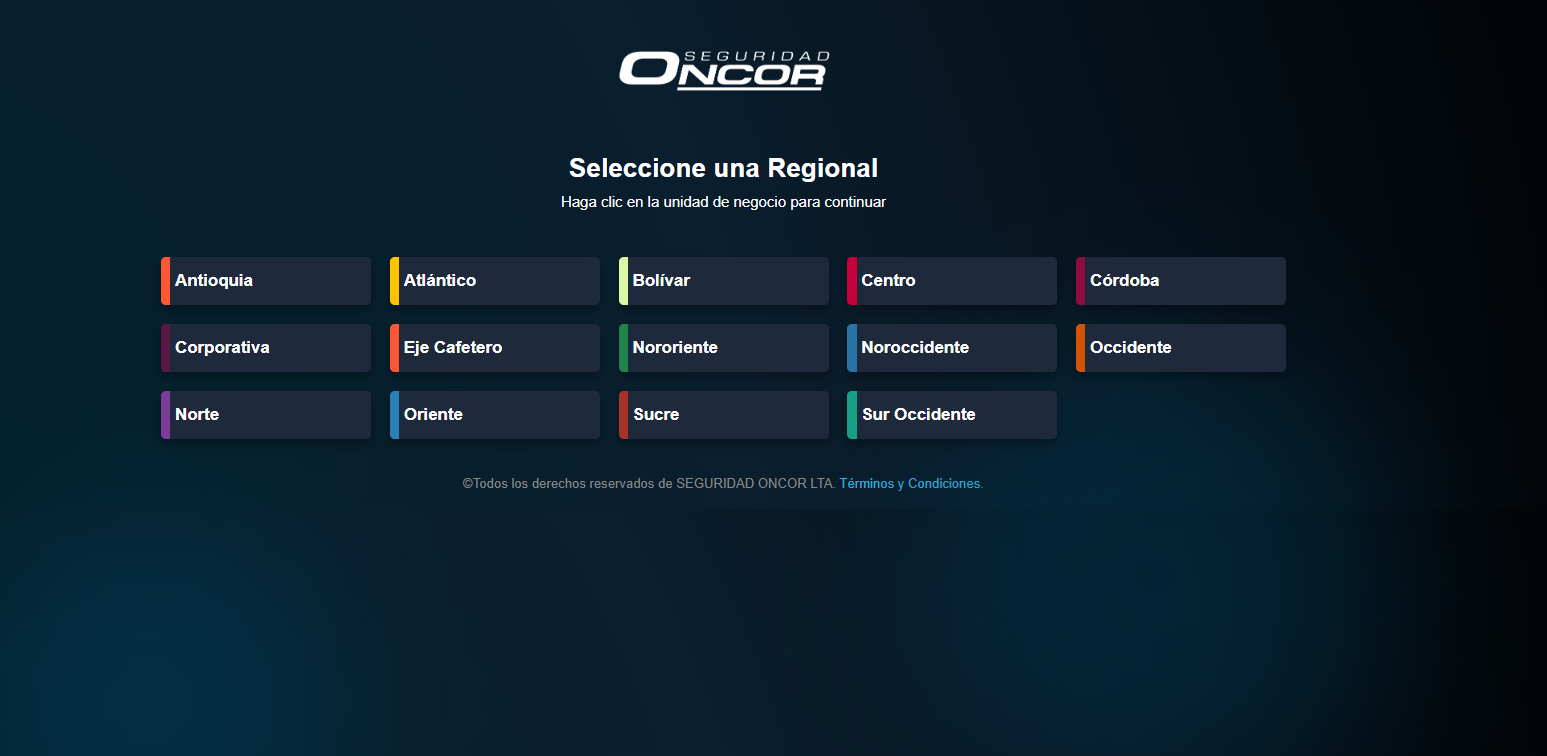 SEGURIDAD
ONCOR
Seleccione una Regional
Haga clic en la unidad de negocio para continuar
Antioquia
Atlántico
Bolívar
Centro
Córdoba
Corporativa
Eje Cafetero
Nororiente
Noroccidente
Occidente
Norte
Oriente
Sucre
Sur Occidente
©Todos los derechos reservados de SEGURIDAD ONCOR LTA. Términos y Condiciones.